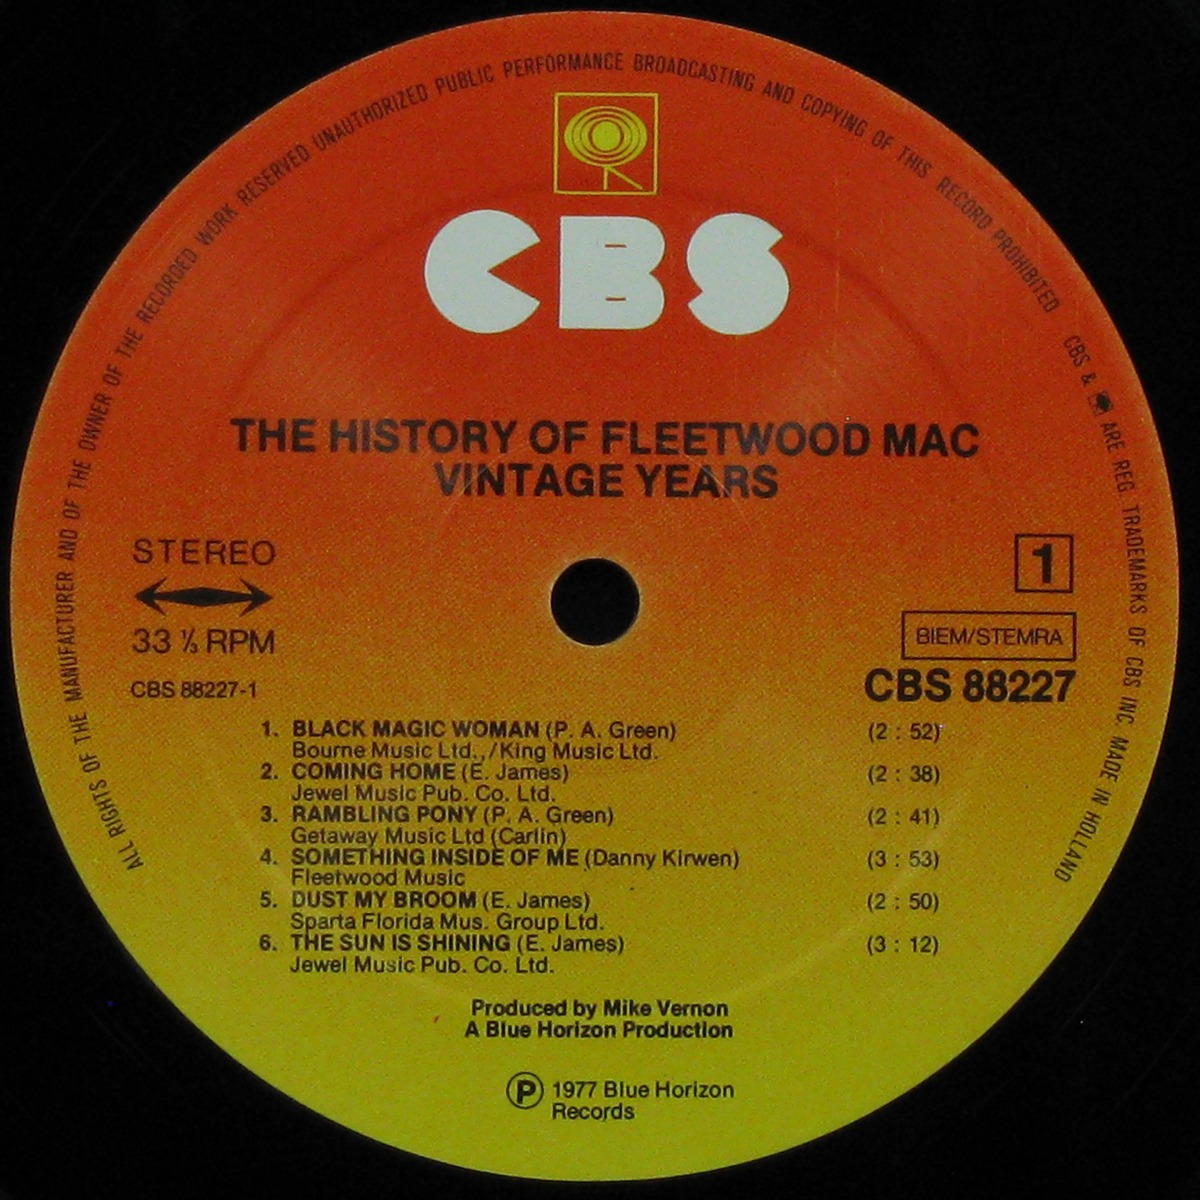 ALL RIGHTS OF THE MANUFACTURER AND OF THE OWNER OF THE RECORDED WORK RESERVED UNAUTHORIZED PUBLIC PERFORMANCE BROADCASTING AND COPYING OF THIS RECORD PROHIBITED CBS & ARE REG. TRADEMARKS OF CBS INC. MADE IN HOLLAND
CBS
THE HISTORY OF FLEETWOOD MAC
VINTAGE YEARS
STEREO
33 ⅓ RPM
CBS 88227-1
1
BIEM/STEMRA
CBS 88227
1. BLACK MAGIC WOMAN (P. A. Green) (2 : 52)
Bourne Music Ltd.,/King Music Ltd.
2. COMING HOME (E. James) (2 : 38)
Jewel Music Pub. Co. Ltd.
3. RAMBLING PONY (P. A. Green) (2 : 41)
Getaway Music Ltd (Carlin)
4. SOMETHING INSIDE OF ME (Danny Kirwen) (3 : 53)
Fleetwood Music
5. DUST MY BROOM (E. James) (2 : 50)
Sparta Florida Mus. Group Ltd.
6. THE SUN IS SHINING (E. James) (3 : 12)
Jewel Music Pub. Co. Ltd.
Produced by Mike Vernon
A Blue Horizon Production
Ⓟ 1977 Blue Horizon
Records